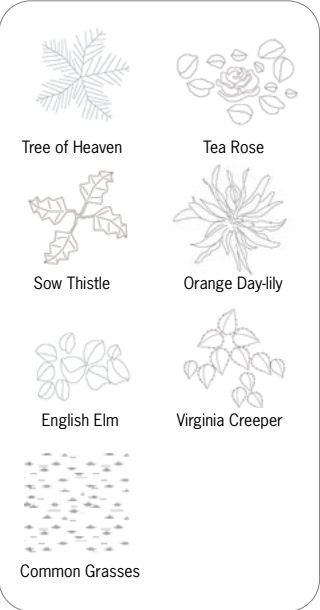 Tree of Heaven
Tea Rose
Sow Thistle
Orange Day-lily
English Elm
Virginia Creeper
Common Grasses